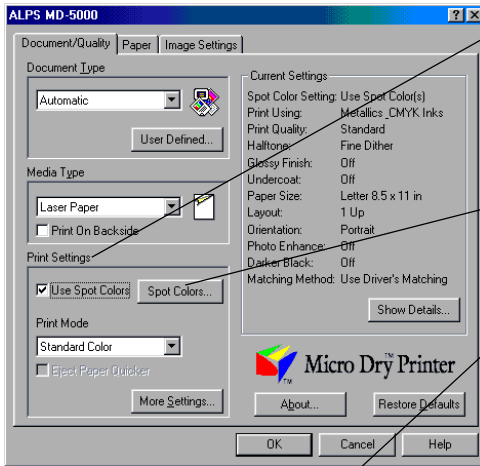 ALPS MD-5000
Document/Quality
Paper
Image Settings
Document Type
Automatic
User Defined...
Media Type
Laser Paper
Print On Backside
Print Settings
Use Spot Colors
Spot Colors...
Print Mode
Standard Color
Eject Paper Quicker
More Settings...
Current Settings
Spot Color Setting: Use Spot Color(s)
Print Using: Metallics_CMYK Inks
Print Quality: Standard
Halftone: Fine Dither
Glossy Finish: Off
Undercoat: Off
Paper Size: Letter 8.5 x 11 in
Layout: 1 Up
Orientation: Portrait
Photo Enhance: Off
Darker Black: Off
Matching Method: Use Driver's Matching
Show Details...
TM
Micro Dry™ Printer
About...
Restore Defaults
OK
Cancel
Help